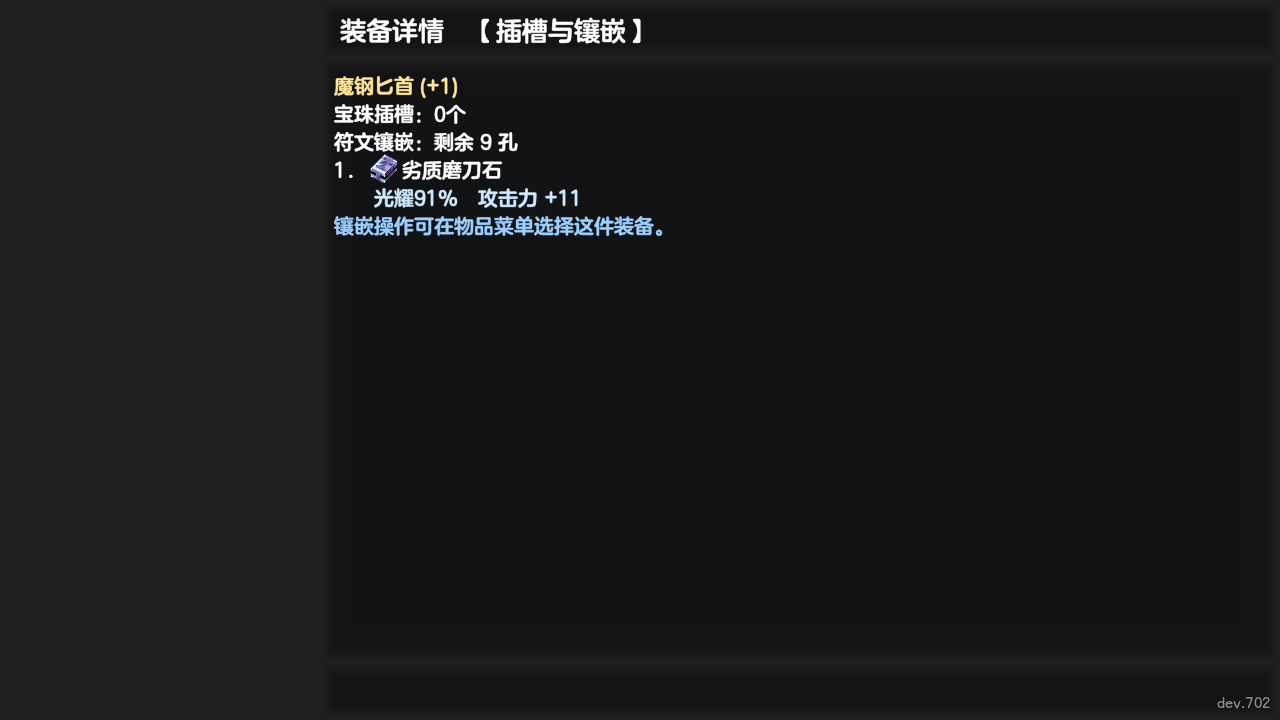 装备详情 【插槽与镶嵌】
魔钢匕首 (+1)
宝珠插槽：0个
符文镶嵌：剩余 9 孔
1. 劣质磨刀石
光耀91% 攻击力 +11
镶嵌操作可在物品菜单选择这件装备。
dev.702